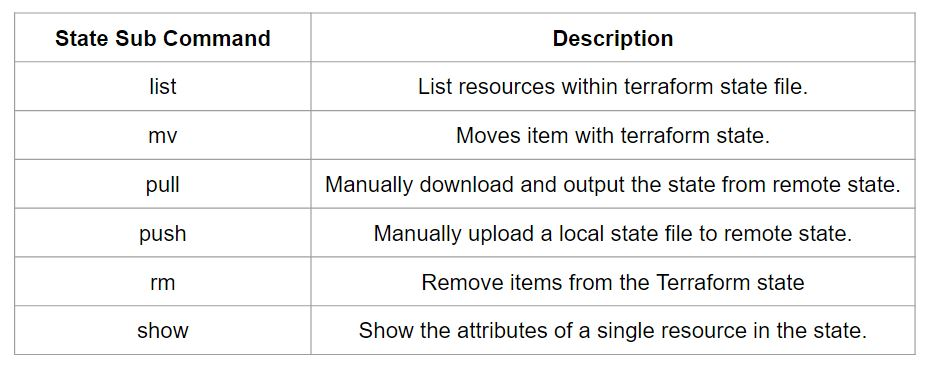 State Sub Command Description
list List resources within terraform state file.
mv Moves item with terraform state.
pull Manually download and output the state from remote state.
push Manually upload a local state file to remote state.
rm Remove items from the Terraform state
show Show the attributes of a single resource in the state.